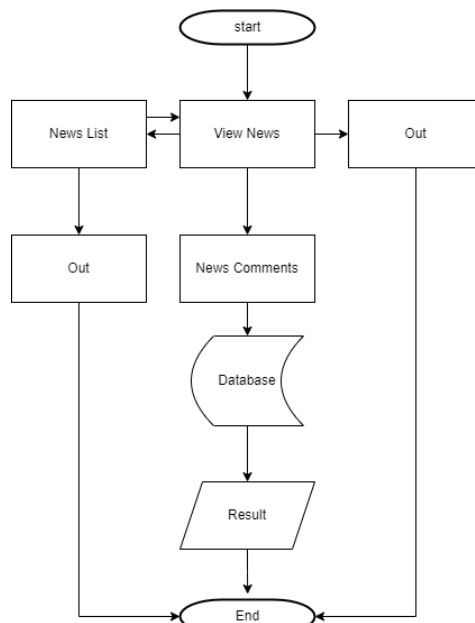 start
News List
View News
Out
Out
News Comments
Database
Result
End